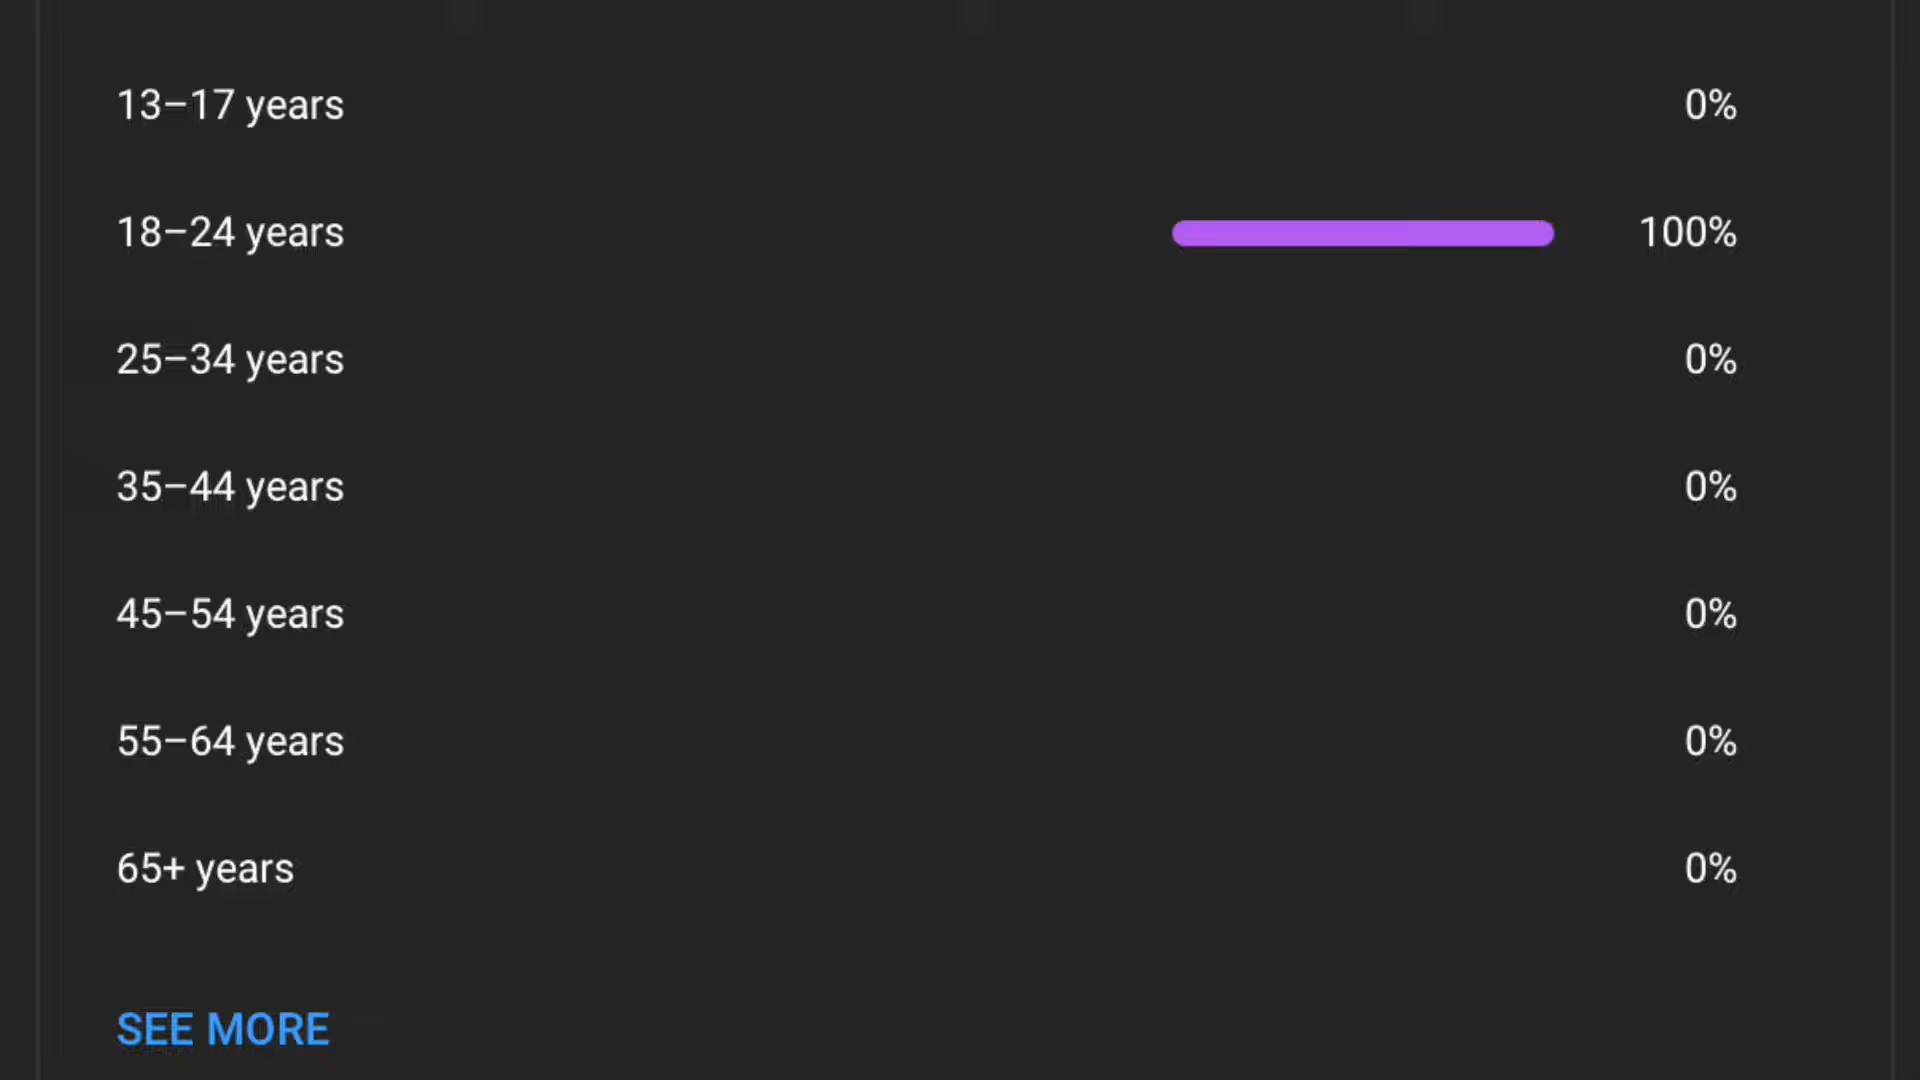 13–17 years 0%
18–24 years 100%
25–34 years 0%
35–44 years 0%
45–54 years 0%
55–64 years 0%
65+ years 0%
SEE MORE